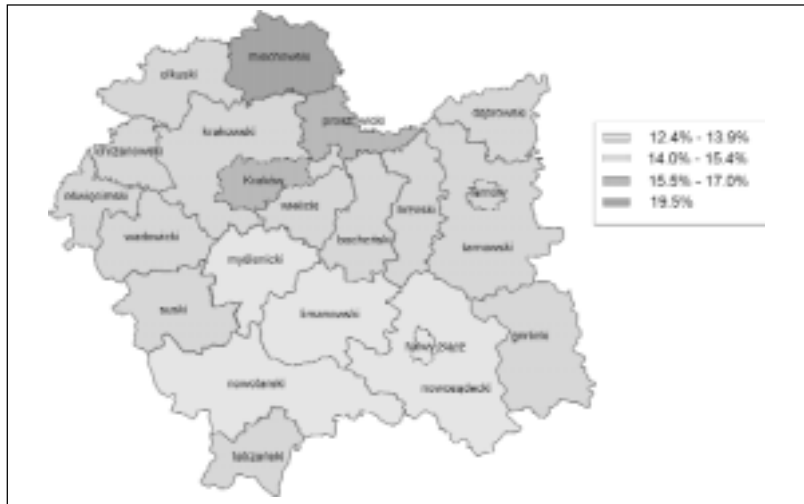 miechowski
olkuski
dąbrowski
proszowicki
krakowski
chrzanowski
Kraków
Tarnów
oświęcimski
wadowicki
bocheński
brzeski
tarnowski
myślenicki
suski
limanowski
gorlicki
Nowy Sącz
nowotarski
nowosądecki
tatrzański
12.4% - 13.9%
14.0% - 15.4%
15.5% - 17.0%
19.5%